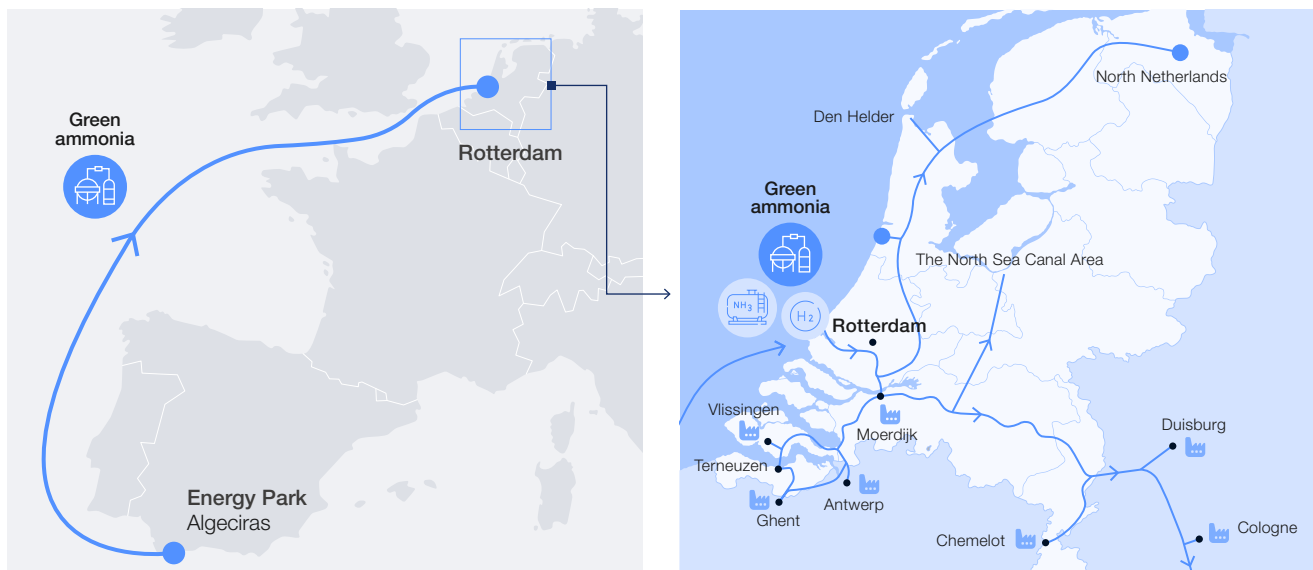 Green
ammonia
Rotterdam
Energy Park
Algeciras
North Netherlands
Den Helder
Green
ammonia
The North Sea Canal Area
NH3
H2
Rotterdam
Vlissingen
Moerdijk
Duisburg
Terneuzen
Antwerp
Ghent
Cologne
Chemelot